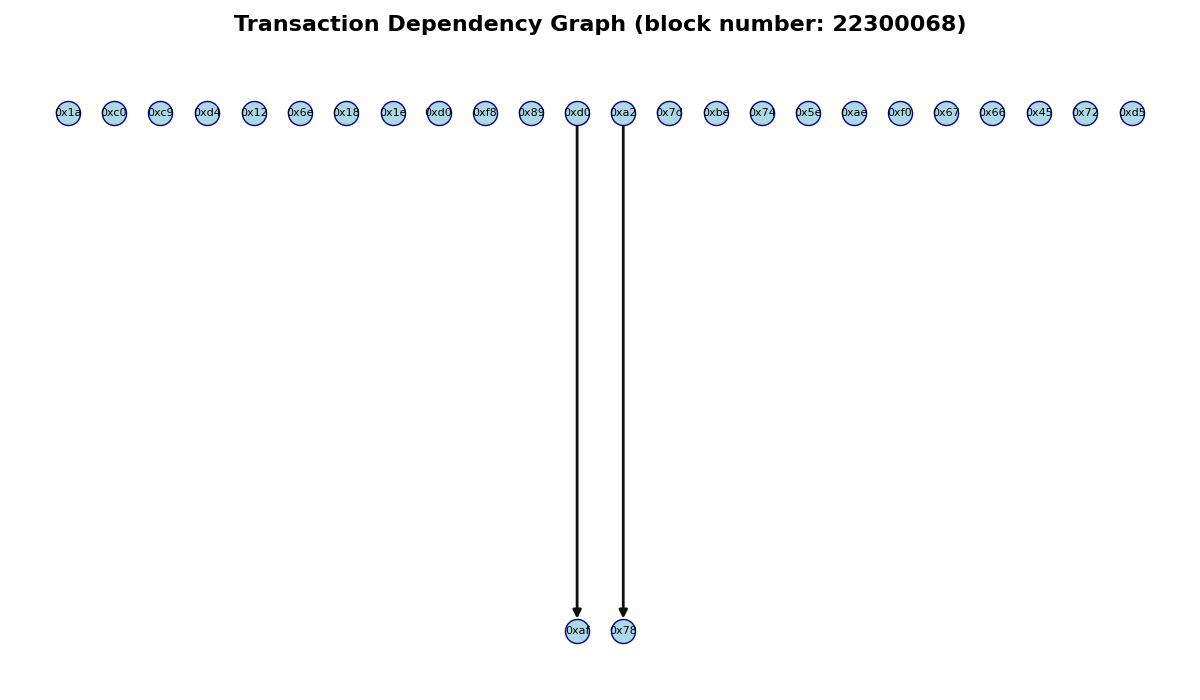 Transaction Dependency Graph (block number: 22300068)
0x1a 0xc0 0xc9 0xd4 0x12 0x6e 0x18 0x1e 0xd0 0xf8 0x89 0xd0 0xa2 0x7d 0xbe 0x74 0x5e 0xae 0xf0 0x67 0x66 0x45 0x72 0xd5
0xaf 0x78